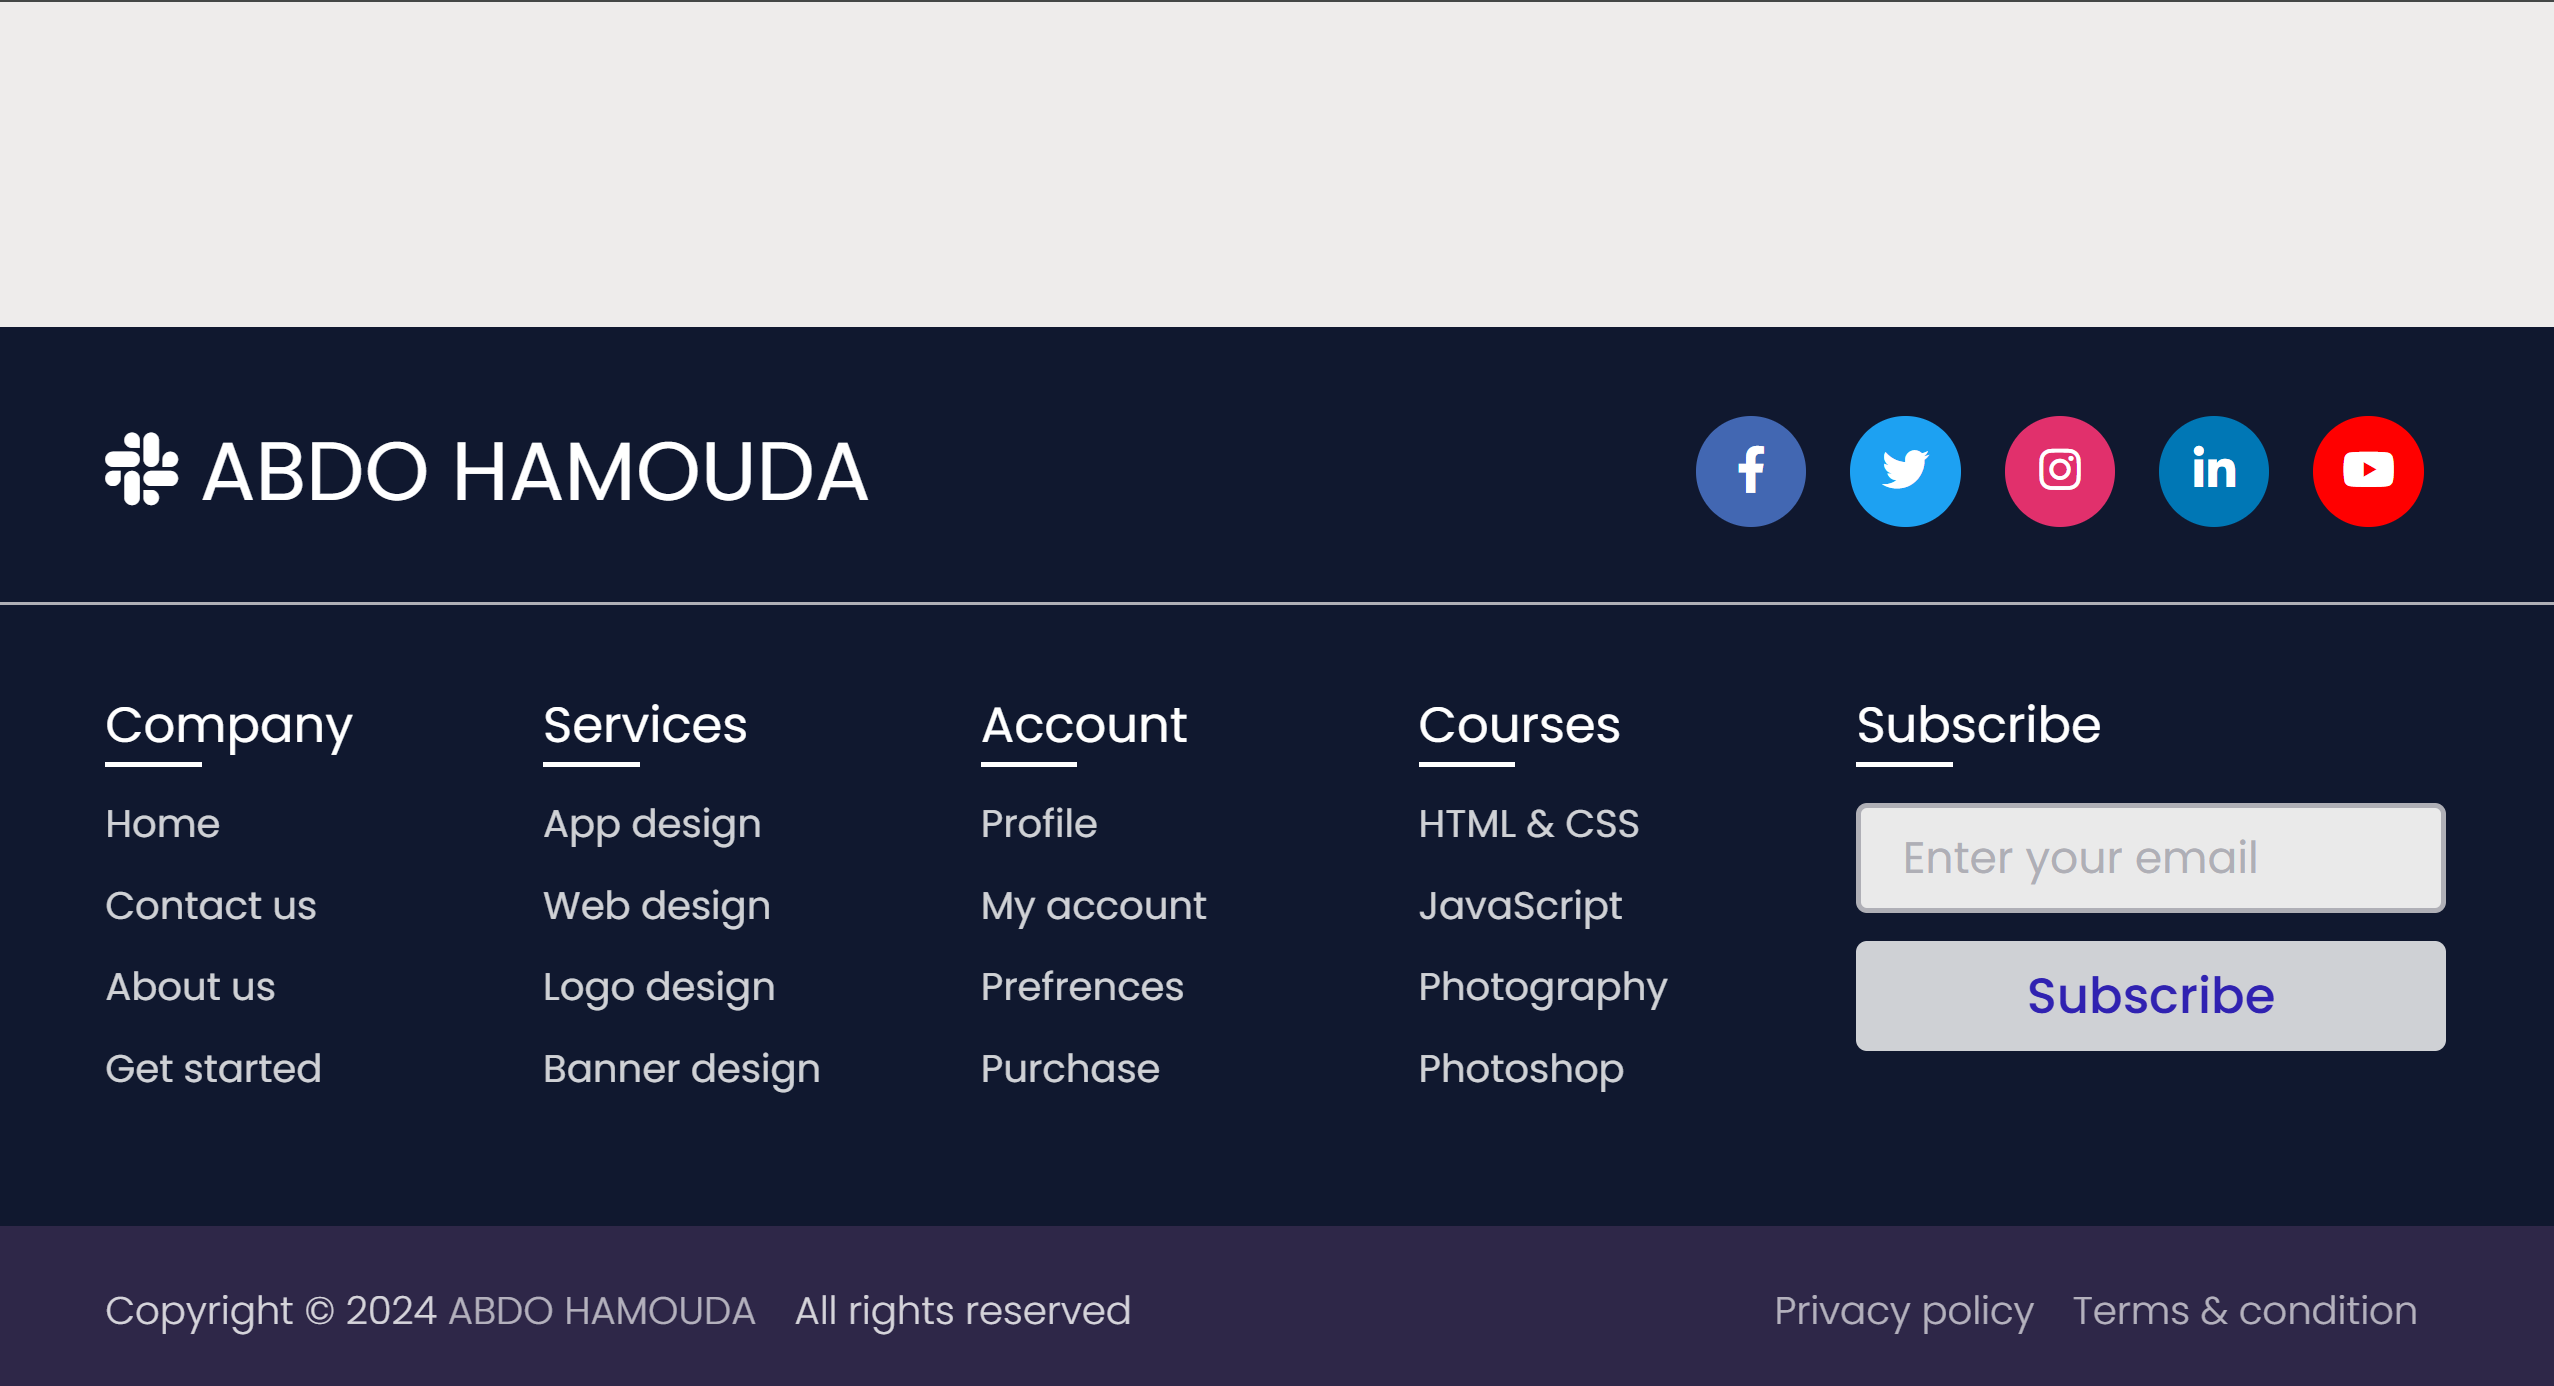 ABDO HAMOUDA
Company
Home
Contact us
About us
Get started
Services
App design
Web design
Logo design
Banner design
Account
Profile
My account
Prefrences
Purchase
Courses
HTML & CSS
JavaScript
Photography
Photoshop
Subscribe
Enter your email
Subscribe
Copyright © 2024 ABDO HAMOUDA All rights reserved
Privacy policy Terms & condition